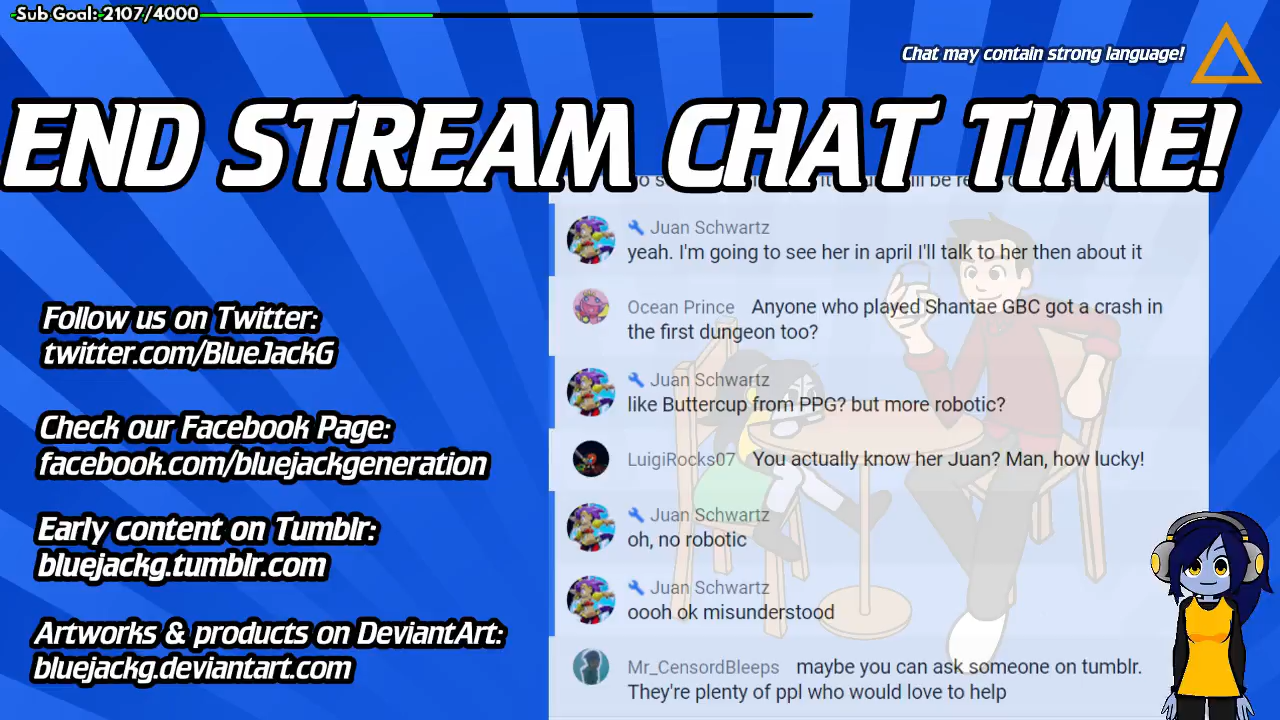 Sub Goal: 2107/4000
Chat may contain strong language!
END STREAM CHAT TIME!
Juan Schwartz
yeah. I'm going to see her in april I'll talk to her then about it
Ocean Prince Anyone who played Shantae GBC got a crash in
the first dungeon too?
Juan Schwartz
like Buttercup from PPG? but more robotic?
LuigiRocks07 You actually know her Juan? Man, how lucky!
Juan Schwartz
oh, no robotic
Juan Schwartz
oooh ok misunderstood
Mr_CensordBleeps maybe you can ask someone on tumblr.
They're plenty of ppl who would love to help
Follow us on Twitter:
twitter.com/BlueJackG
Check our Facebook Page:
facebook.com/bluejackgeneration
Early content on Tumblr:
bluejackg.tumblr.com
Artworks & products on DeviantArt:
bluejackg.deviantart.com